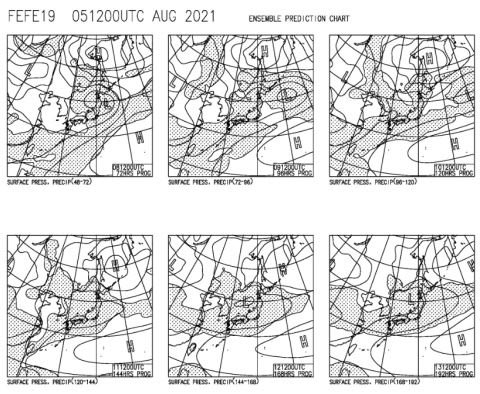 FEFE19 051200UTC AUG 2021 ENSEMBLE PREDICTION CHART
H
L
L
H
081200UTC
72HRS PROG
SURFACE PRESS, PRECIP(48-72)
H
L
L
H
091200UTC
96HRS PROG
SURFACE PRESS, PRECIP(72-96)
H
L
H
101200UTC
120HRS PROG
SURFACE PRESS, PRECIP(96-120)
H
H
111200UTC
144HRS PROG
SURFACE PRESS, PRECIP(120-144)
H
L
H
121200UTC
168HRS PROG
SURFACE PRESS, PRECIP(144-168)
L
H
131200UTC
192HRS PROG
SURFACE PRESS, PRECIP(168-192)